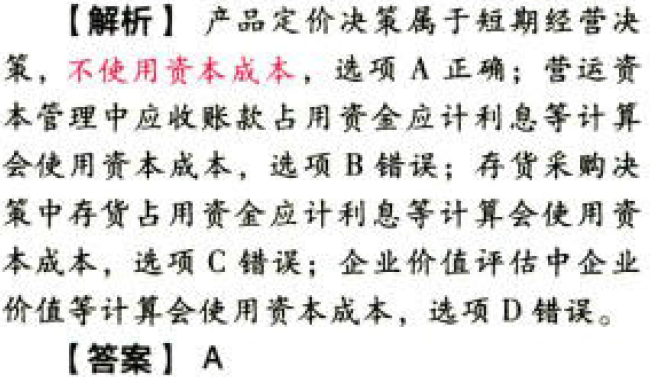 【解析】 产品定价决策属于短期经营决
策，不使用资本成本，选项 A 正确；营运资
本管理中应收账款占用资金应计利息等计算
会使用资本成本，选项 B 错误；存货采购决
策中存货占用资金应计利息等计算会使用资
本成本，选项 C 错误；企业价值评估中企业
价值等计算会使用资本成本，选项 D 错误。
【答案】 A